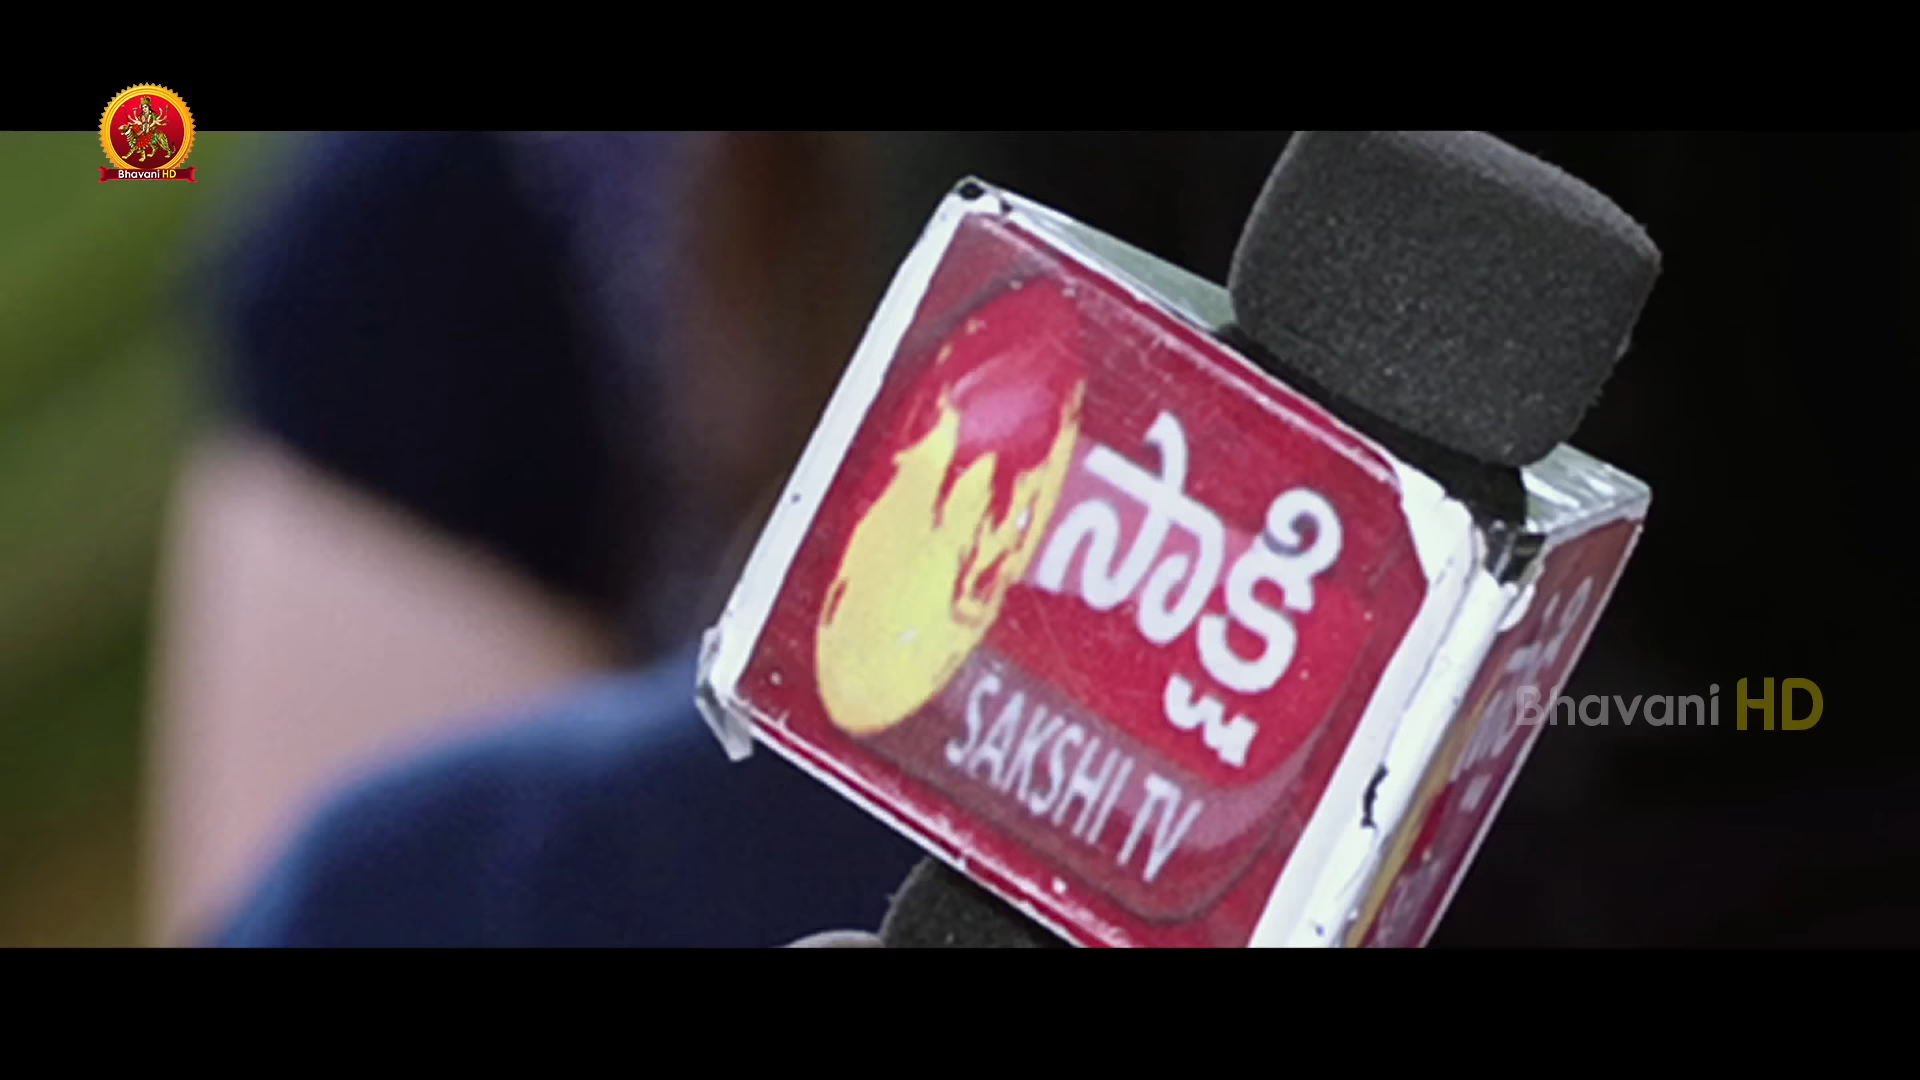 Bhavani HD
సాక్షి
SAKSHI TV
Bhavani HD